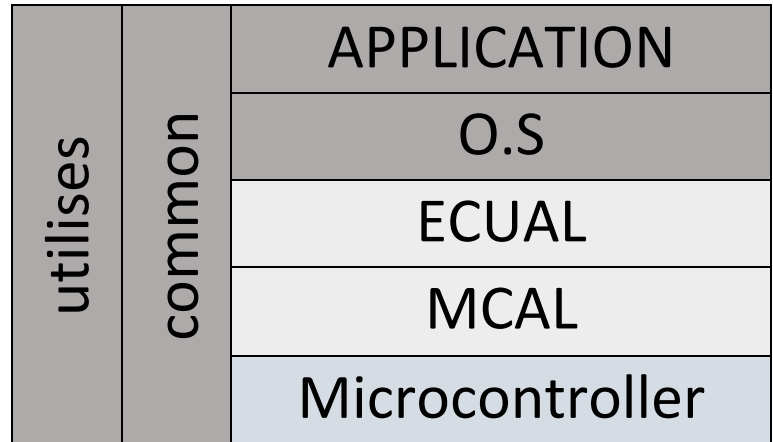 utilises
common
APPLICATION
O.S
ECUAL
MCAL
Microcontroller